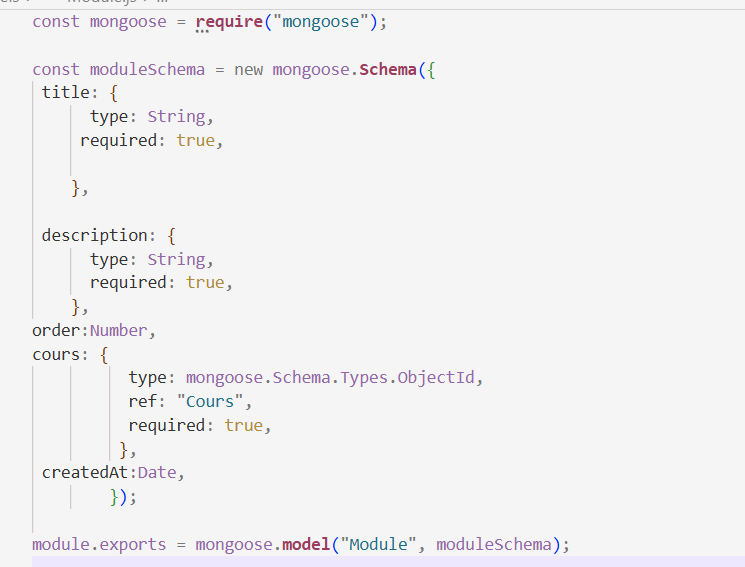 const mongoose = require("mongoose");
const moduleSchema = new mongoose.Schema({
title: {
type: String,
required: true,
},
description: {
type: String,
required: true,
},
order:Number,
cours: {
type: mongoose.Schema.Types.ObjectId,
ref: "Cours",
required: true,
},
createdAt:Date,
});
module.exports = mongoose.model("Module", moduleSchema);